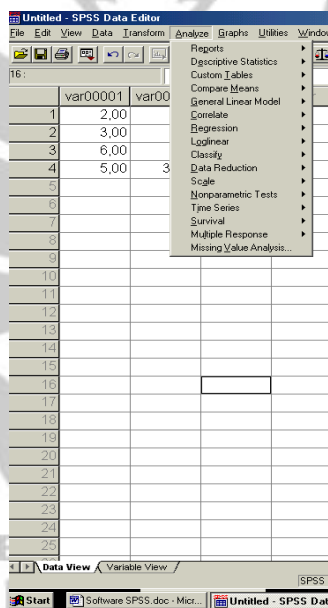 Untitled - SPSS Data Editor
File Edit View Data Transform Analyze Graphs Utilities Window
16 :
Reports
Descriptive Statistics
Custom Tables
Compare Means
General Linear Model
Correlate
Regression
Loglinear
Classify
Data Reduction
Scale
Nonparametric Tests
Time Series
Survival
Multiple Response
Missing Value Analysis...
var00001 var00
1 2,00
2 3,00
3 6,00
4 5,00 3
5
6
7
8
9
10
11
12
13
14
15
16
17
18
19
20
21
22
23
24
25
Data View Variable View
SPSS
Start Software SPSS.doc - Micr... Untitled - SPSS Dat